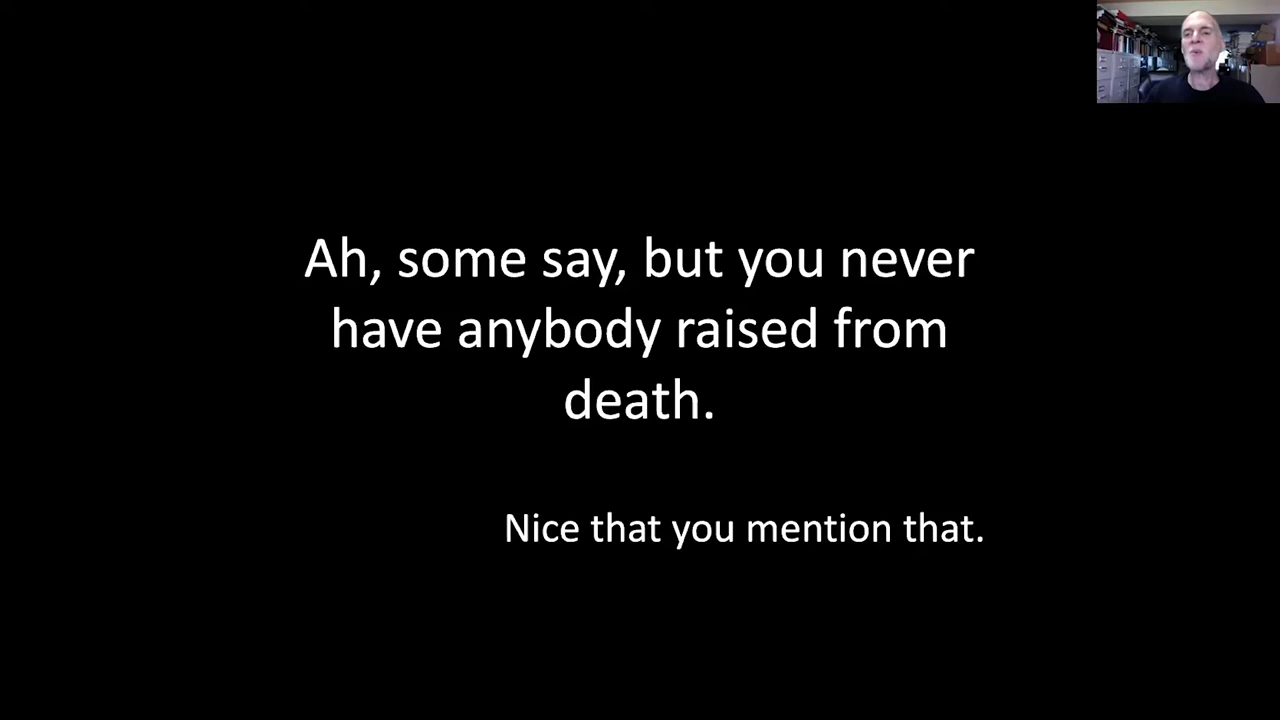 Ah, some say, but you never
have anybody raised from
death.
Nice that you mention that.